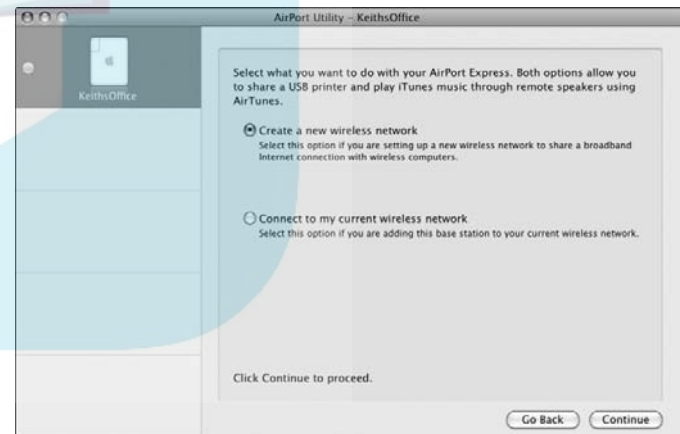 AirPort Utility – KeithsOffice
KeithsOffice
Select what you want to do with your AirPort Express. Both options allow you
to share a USB printer and play iTunes music through remote speakers using
AirTunes.
Create a new wireless network
Select this option if you are setting up a new wireless network to share a broadband
Internet connection with wireless computers.
Connect to my current wireless network
Select this option if you are adding this base station to your current wireless network.
Click Continue to proceed.
Go Back
Continue